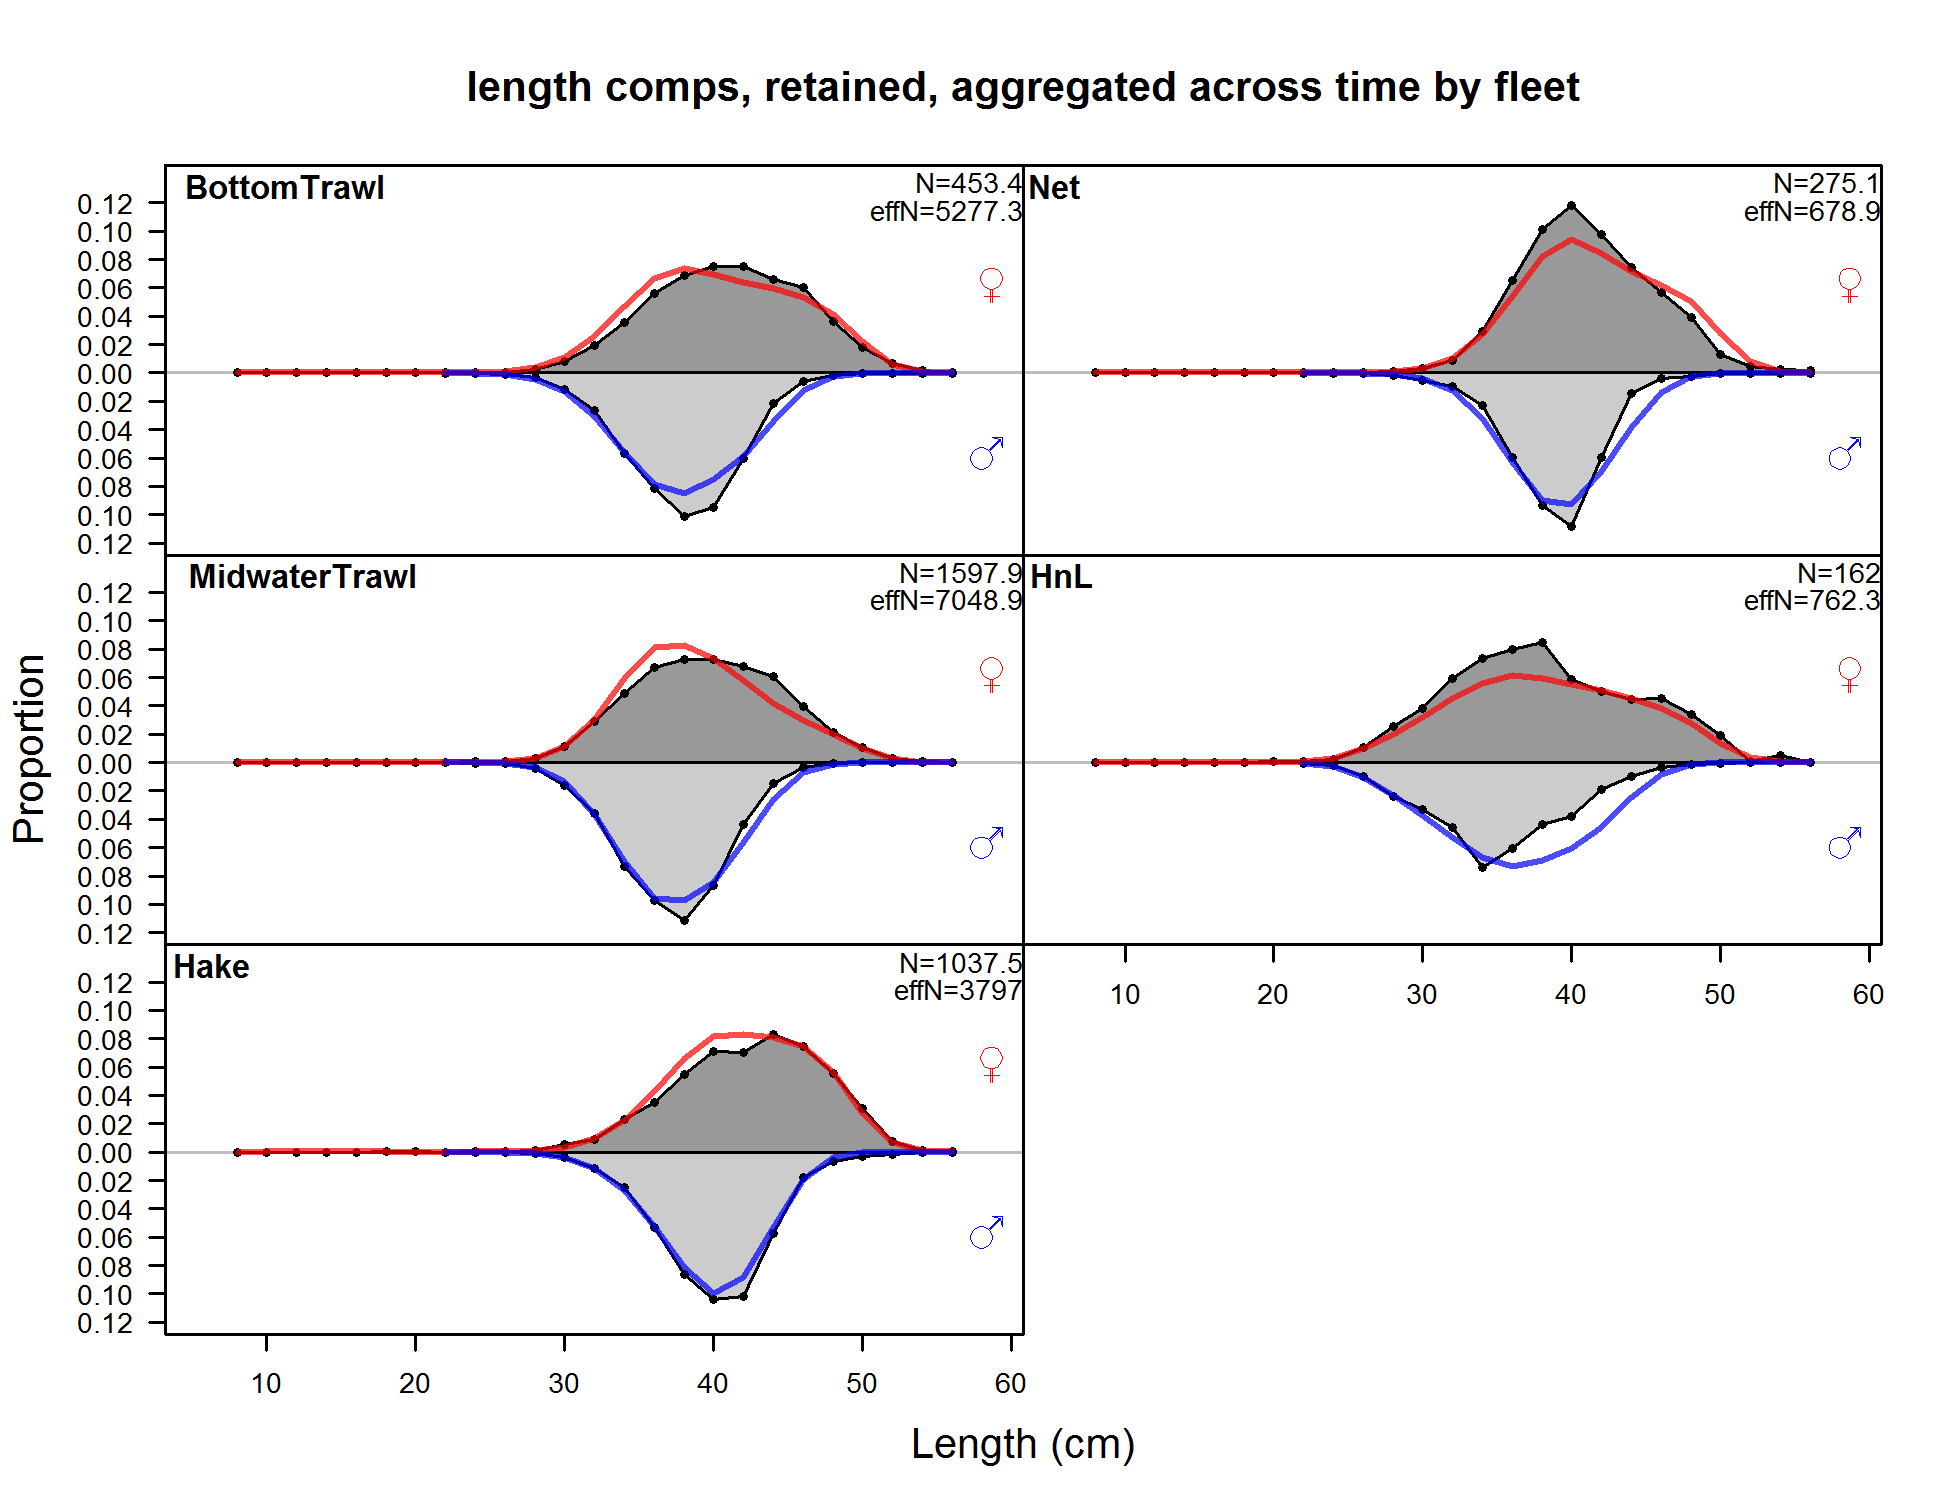 length comps, retained, aggregated across time by fleet
BottomTrawl
N=453.4
effN=5277.3
0.12
0.10
0.08
0.06
0.04
0.02
0.00
0.02
0.04
0.06
0.08
0.10
0.12
♀
♂
Net
N=275.1
effN=678.9
♀
♂
MidwaterTrawl
N=1597.9
effN=7048.9
0.12
0.10
0.08
0.06
0.04
0.02
0.00
0.02
0.04
0.06
0.08
0.10
0.12
♀
♂
HnL
N=162
effN=762.3
♀
♂
10 20 30 40 50 60
Hake
N=1037.5
effN=3797
0.12
0.10
0.08
0.06
0.04
0.02
0.00
0.02
0.04
0.06
0.08
0.10
0.12
♀
♂
10 20 30 40 50 60
Proportion
Length (cm)